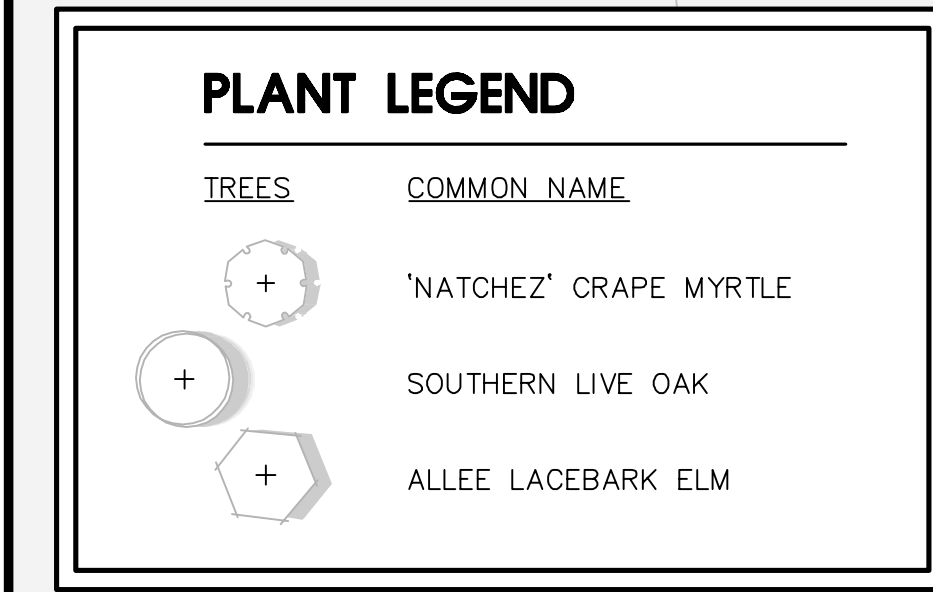 PLANT LEGEND
TREES COMMON NAME
‘NATCHEZ‘ CRAPE MYRTLE
SOUTHERN LIVE OAK
ALLEE LACEBARK ELM